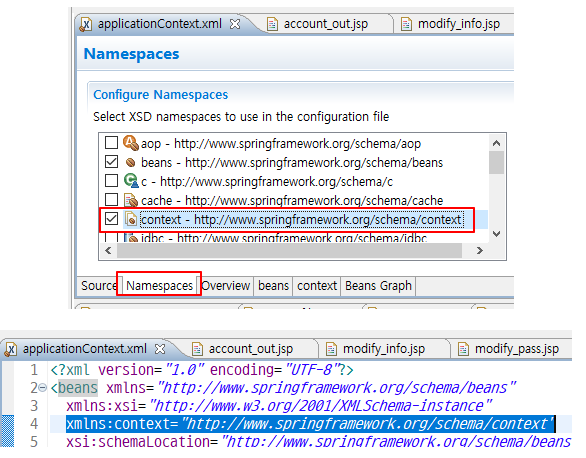 applicationContext.xml account_out.jsp modify_info.jsp
Namespaces
Configure Namespaces
Select XSD namespaces to use in the configuration file
aop - http://www.springframework.org/schema/aop
beans - http://www.springframework.org/schema/beans
c - http://www.springframework.org/schema/c
cache - http://www.springframework.org/schema/cache
context - http://www.springframework.org/schema/context
jdbc - http://www.springframework.org/schema/jdbc
Source Namespaces Overview beans context Beans Graph
applicationContext.xml account_out.jsp modify_info.jsp modify_pass.jsp
1 <?xml version="1.0" encoding="UTF-8"?>
2 <beans xmlns="http://www.springframework.org/schema/beans"
3 xmlns:xsi="http://www.w3.org/2001/XMLSchema-instance"
4 xmlns:context="http://www.springframework.org/schema/context"
5 xsi:schemaLocation="http://www.springframework.org/schema/beans